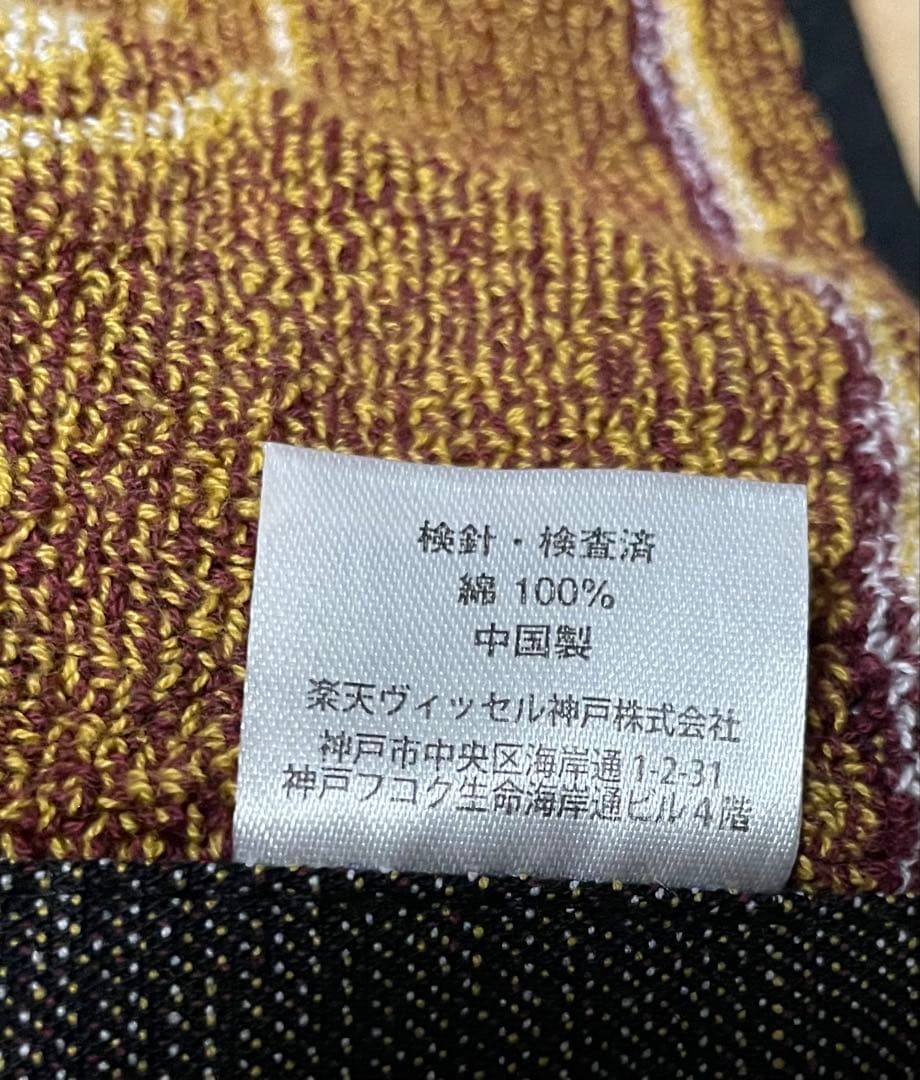 検針・検査済
綿 100%
中国製
楽天ヴィッセル神戸株式会社
神戸市中央区海岸通 1-2-31
神戸フコク生命海岸通ビル 4 階